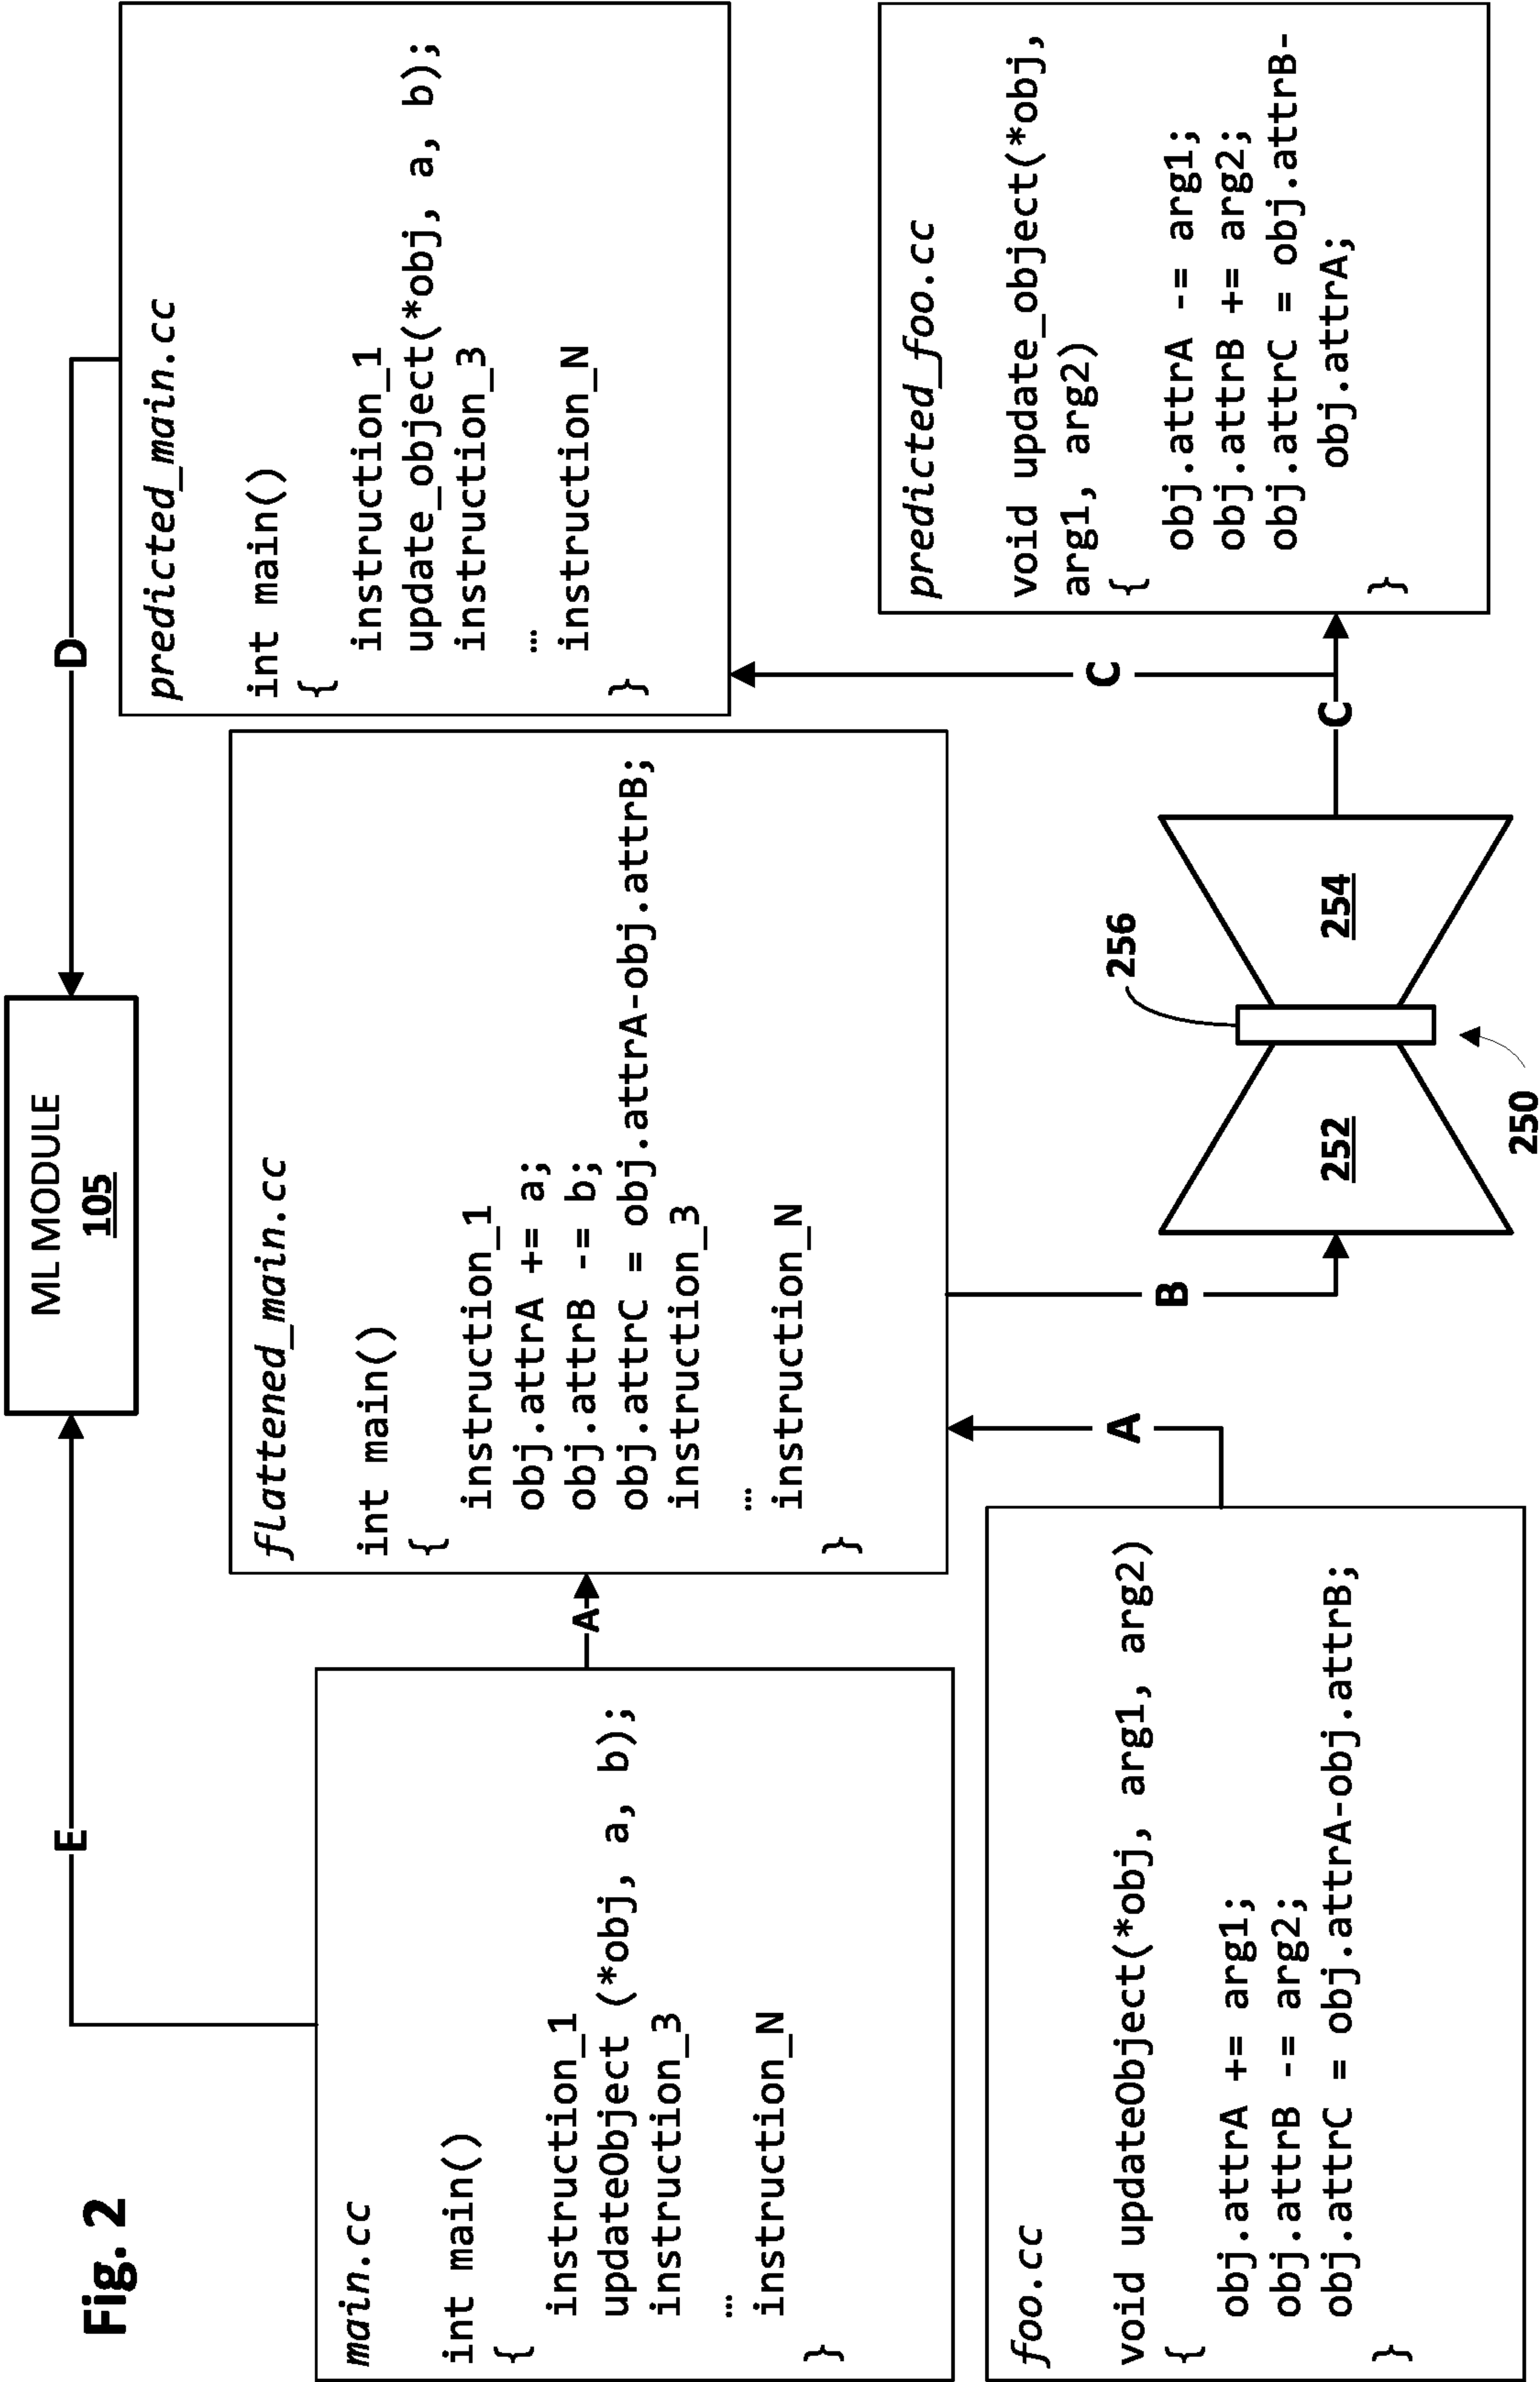 Fig. 2
E
ML MODULE
105
D
main.cc
int main()
{
instruction_1
updateObject (*obj, a, b);
instruction_3
…
instruction_N
}
A
flattened_main.cc
int main()
{
instruction_1
obj.attrA += a;
obj.attrB -= b;
obj.attrC = obj.attrA-obj.attrB;
instruction_3
…
instruction_N
}
predicted_main.cc
int main()
{
instruction_1
update_object(*obj, a, b);
instruction_3
…
instruction_N
}
foo.cc
void updateObject(*obj, arg1, arg2)
{
obj.attrA += arg1;
obj.attrB -= arg2;
obj.attrC = obj.attrA-obj.attrB;
}
A
B
252
256
254
250
C
C
predicted_foo.cc
void update_object(*obj,
arg1, arg2)
{
obj.attrA -= arg1;
obj.attrB += arg2;
obj.attrC = obj.attrB-
obj.attrA;
}